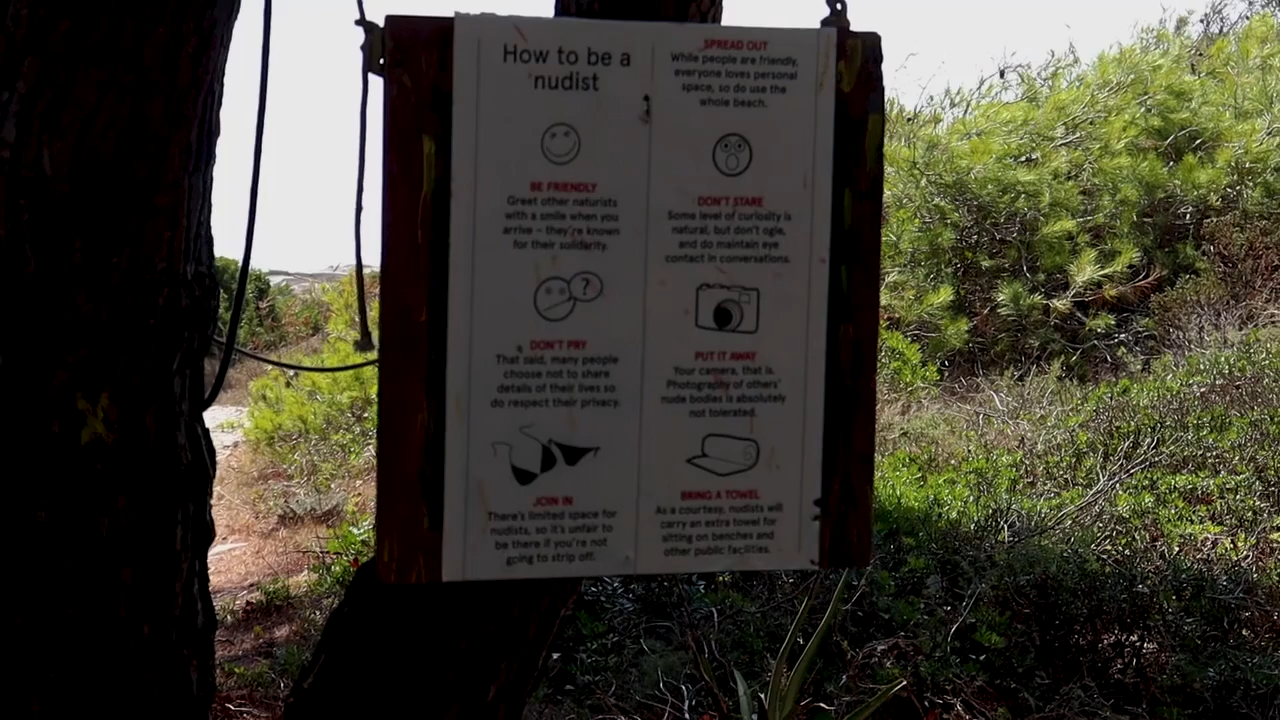 How to be a
nudist
BE FRIENDLY
Greet other naturists
with a smile when you
arrive – they're known
for their solidarity.
?
DON'T PRY
That said, many people
choose not to share
details of their lives so
do respect their privacy.
JOIN IN
There's limited space for
nudists, so it's unfair to
be there if you're not
going to strip off.
SPREAD OUT
While people are friendly,
everyone loves personal
space, so do use the
whole beach.
DON'T STARE
Some level of curiosity is
natural, but don't ogle,
and do maintain eye
contact in conversations.
PUT IT AWAY
Your camera, that is.
Photography of others'
nude bodies is absolutely
not tolerated.
BRING A TOWEL
As a courtesy, nudists will
carry an extra towel for
sitting on benches and
other public facilities.